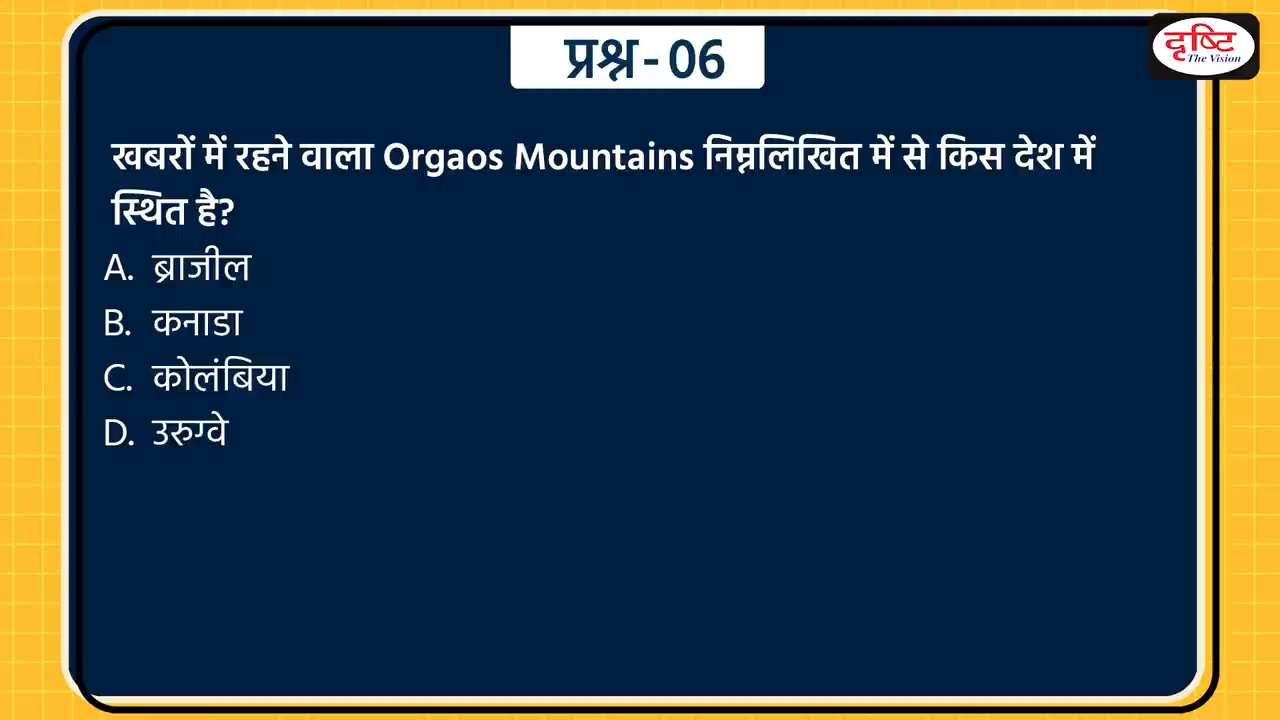 प्रश्न-06
दृष्टि
The Vision
खबरों में रहने वाला Orgaos Mountains निम्नलिखित में से किस देश में
स्थित है?
A. ब्राजील
B. कनाडा
C. कोलंबिया
D. उरुग्वे